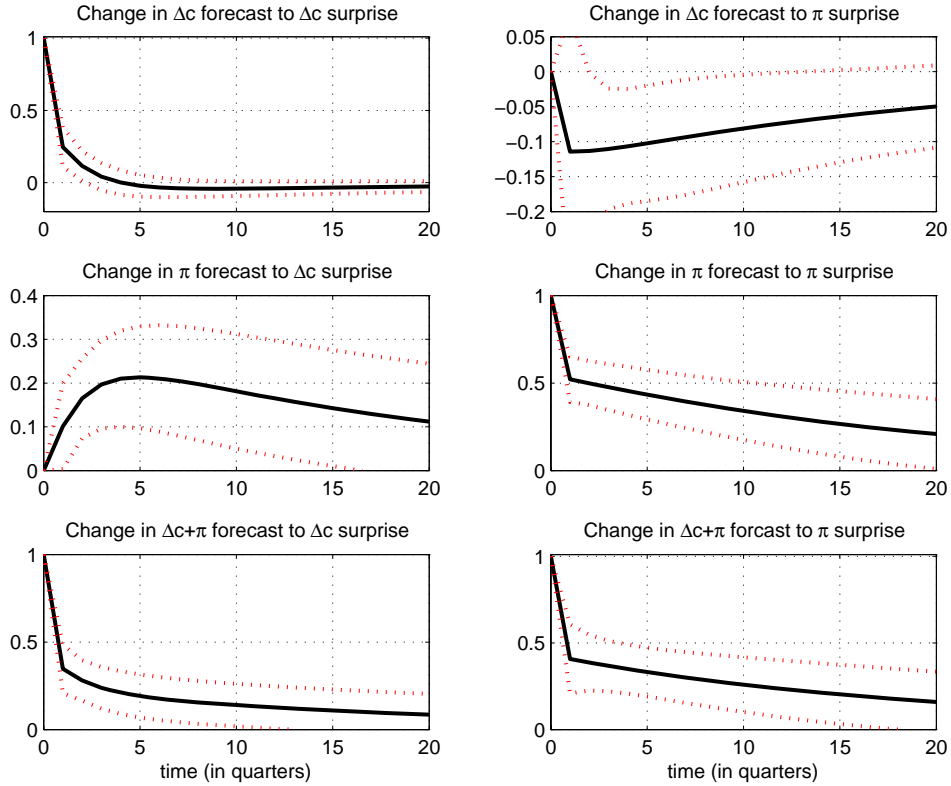 Change in Δc forecast to Δc surprise
1
0.5
0
0 5 10 15 20
Change in Δc forecast to π surprise
0.05
0
−0.05
−0.1
−0.15
−0.2
0 5 10 15 20
Change in π forecast to Δc surprise
0.4
0.3
0.2
0.1
0
0 5 10 15 20
Change in π forecast to π surprise
1
0.5
0
0 5 10 15 20
Change in Δc+π forecast to Δc surprise
1
0.5
0
0 5 10 15 20
time (in quarters)
Change in Δc+π forcast to π surprise
1
0.5
0
0 5 10 15 20
time (in quarters)